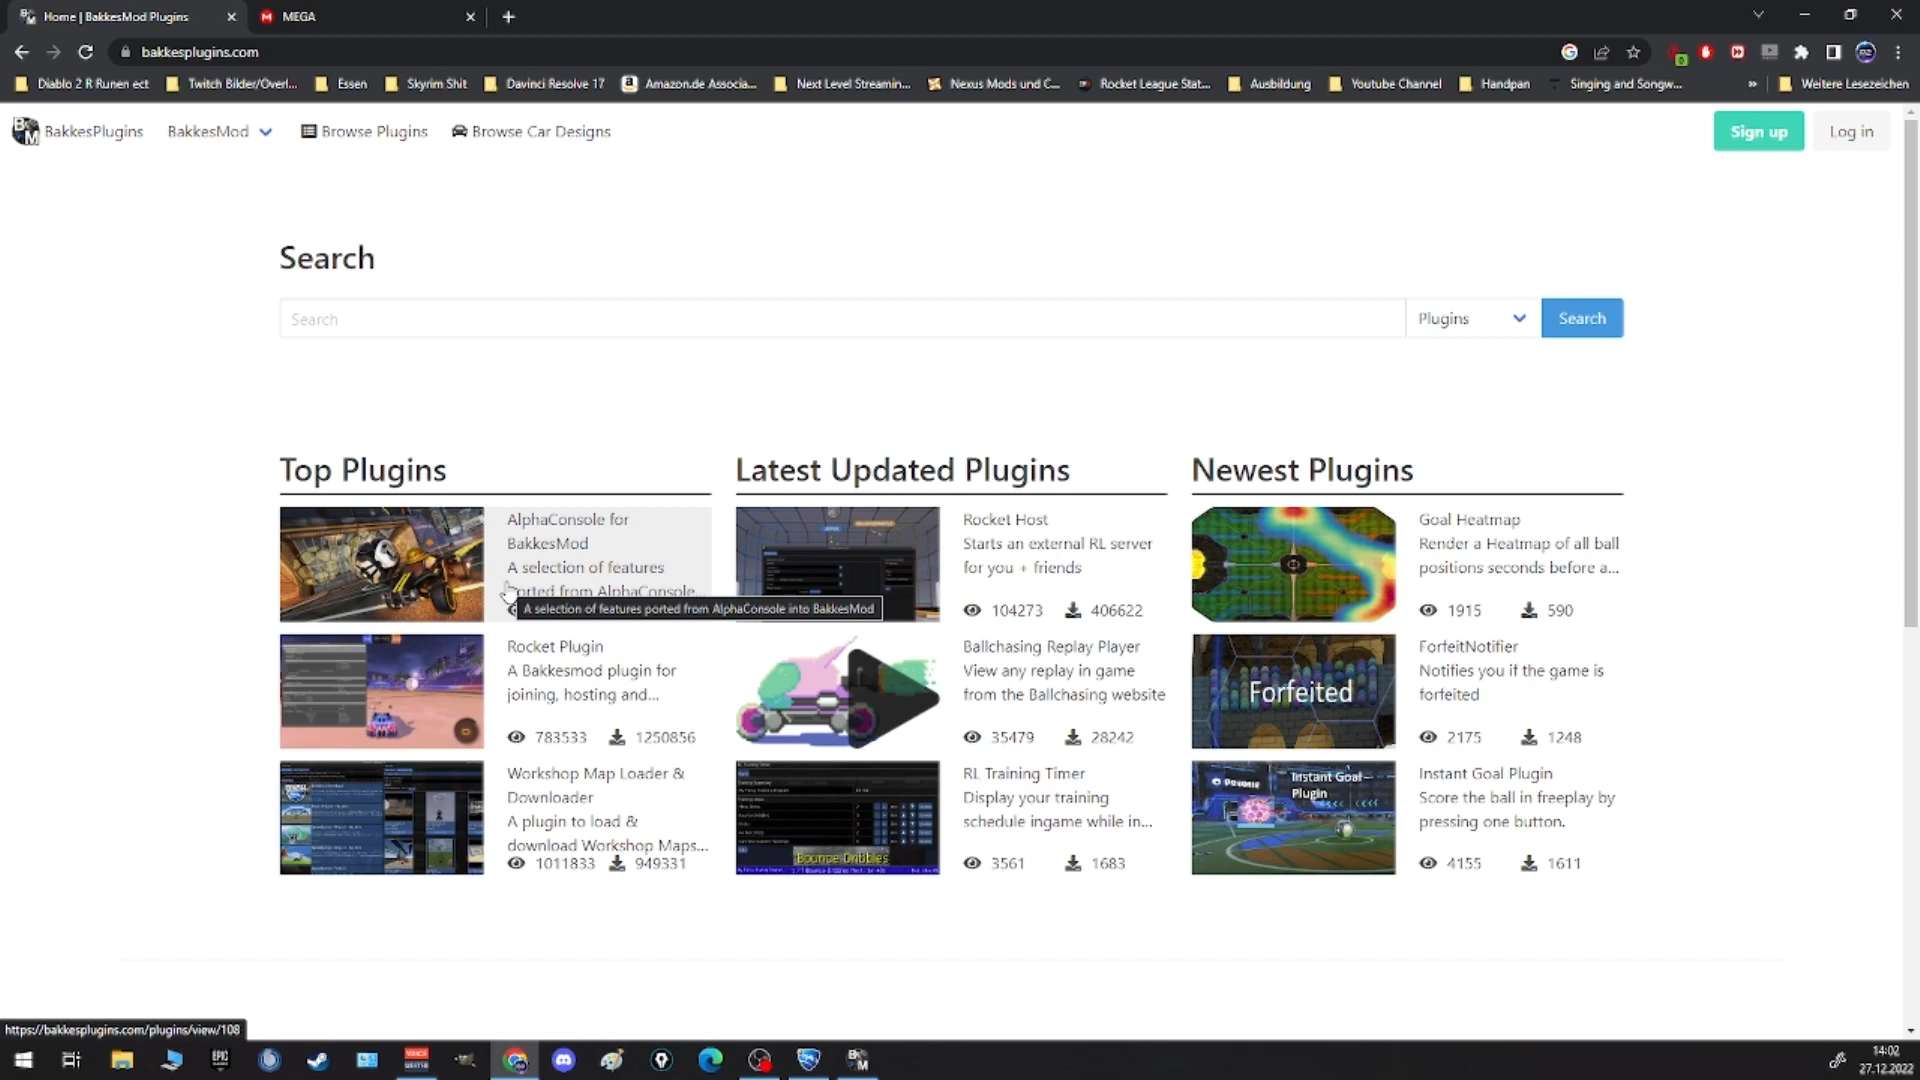 Home | BakkesMod Plugins
MEGA
bakkesplugins.com
Diablo 2 R Runen ect
Twitch Bilder/Overl...
Essen
Skyrim Shit
Davinci Resolve 17
Amazon.de Associa...
Next Level Streamin...
Nexus Mods und C...
Rocket League Stat...
Ausbildung
Youtube Channel
Handpan
Singing and Songw...
»
Weitere Lesezeichen
BakkesPlugins
BakkesMod
Browse Plugins
Browse Car Designs
Sign up
Log in
Search
Search
Plugins
Search
Top Plugins
AlphaConsole for
BakkesMod
A selection of features
ported from AlphaConsole...
A selection of features ported from AlphaConsole into BakkesMod
Rocket Plugin
A Bakkesmod plugin for
joining, hosting and...
783533 1250856
Workshop Map Loader &
Downloader
A plugin to load &
download Workshop Maps...
1011833 949331
Latest Updated Plugins
Rocket Host
Starts an external RL server
for you + friends
104273 406622
Ballchasing Replay Player
View any replay in game
from the Ballchasing website
35479 28242
Bounce Dribbles
RL Training Timer
Display your training
schedule ingame while in...
3561 1683
Newest Plugins
Goal Heatmap
Render a Heatmap of all ball
positions seconds before a...
1915 590
Forfeited
ForfeitNotifier
Notifies you if the game is
forfeited
2175 1248
Instant Goal
Plugin
Instant Goal Plugin
Score the ball in freeplay by
pressing one button.
4155 1611
https://bakkesplugins.com/plugins/view/108
EPIC
14:02
27.12.2022